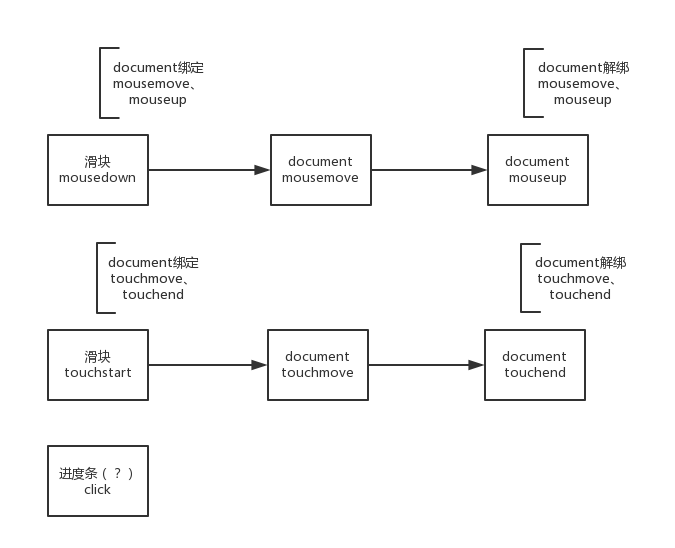 document绑定
mousemove、
mouseup
document解绑
mousemove、
mouseup
滑块
mousedown
document
mousemove
document
mouseup
document绑定
touchmove、
touchend
document解绑
touchmove、
touchend
滑块
touchstart
document
touchmove
document
touchend
进度条（？）
click